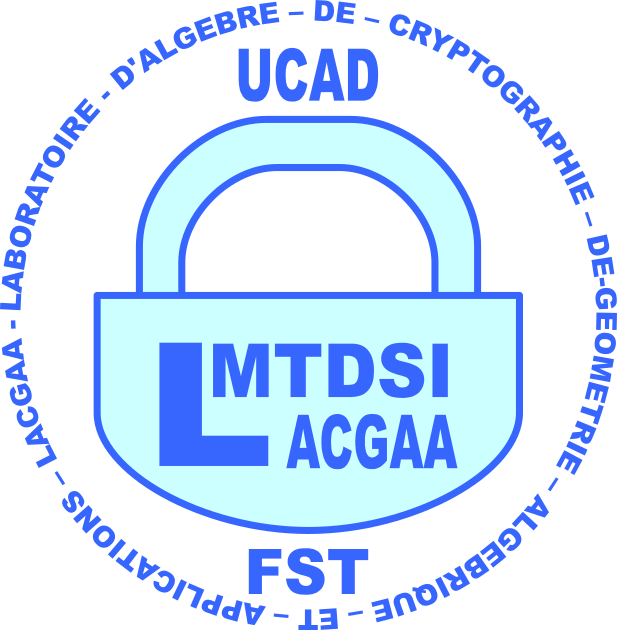 LABORATOIRE - D'ALGEBRE – DE – CRYPTOGRAPHIE – DE-GEOMETRIE – ALGEBRIQUE – ET – APPLICATIONS – LACGAA -
UCAD
LMTDSI
ACGAA
FST